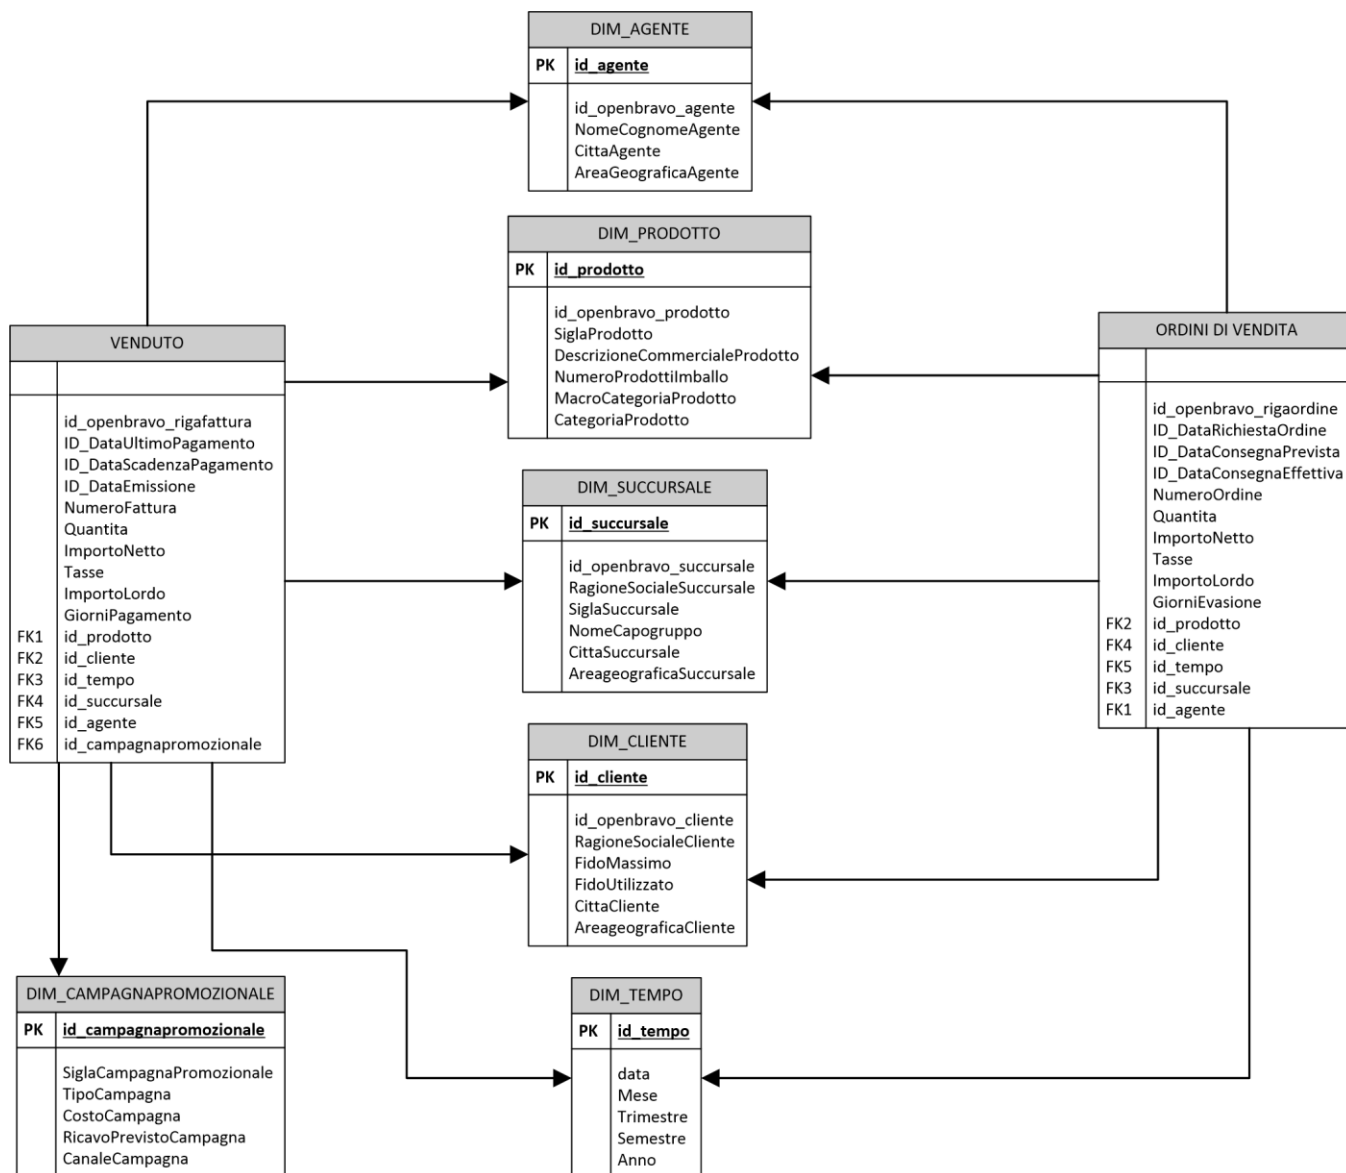 DIM_AGENTE
PK id_agente
id_openbravo_agente
NomeCognomeAgente
CittaAgente
AreaGeograficaAgente
DIM_PRODOTTO
PK id_prodotto
id_openbravo_prodotto
SiglaProdotto
DescrizioneCommercialeProdotto
NumeroProdottiImballo
MacroCategoriaProdotto
CategoriaProdotto
VENDUTO
id_openbravo_rigafattura
ID_DataUltimoPagamento
ID_DataScadenzaPagamento
ID_DataEmissione
NumeroFattura
Quantita
ImportoNetto
Tasse
ImportoLordo
GiorniPagamento
FK1 id_prodotto
FK2 id_cliente
FK3 id_tempo
FK4 id_succursale
FK5 id_agente
FK6 id_campagnapromozionale
ORDINI DI VENDITA
id_openbravo_rigaordine
ID_DataRichiestaOrdine
ID_DataConsegnaPrevista
ID_DataConsegnaEffettiva
NumeroOrdine
Quantita
ImportoNetto
Tasse
ImportoLordo
GiorniEvasione
FK2 id_prodotto
FK4 id_cliente
FK5 id_tempo
FK3 id_succursale
FK1 id_agente
DIM_SUCCURSALE
PK id_succursale
id_openbravo_succursale
RagioneSocialeSuccursale
SiglaSuccursale
NomeCapogruppo
CittaSuccursale
AreageograficaSuccursale
DIM_CLIENTE
PK id_cliente
id_openbravo_cliente
RagioneSocialeCliente
FidoMassimo
FidoUtilizzato
CittaCliente
AreageograficaCliente
DIM_CAMPAGNAPROMOZIONALE
PK id_campagnapromozionale
SiglaCampagnaPromozionale
TipoCampagna
CostoCampagna
RicavoPrevistoCampagna
CanaleCampagna
DIM_TEMPO
PK id_tempo
data
Mese
Trimestre
Semestre
Anno